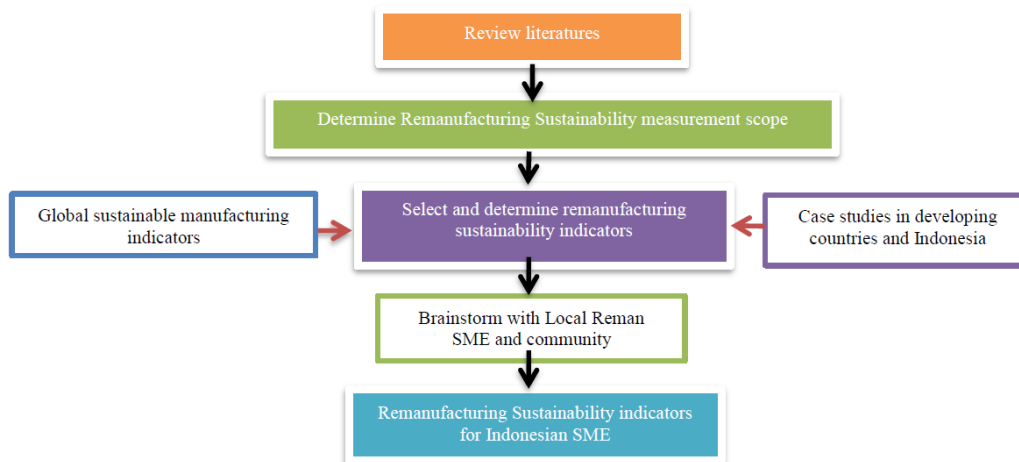 Review literatures
Determine Remanufacturing Sustainability measurement scope
Global sustainable manufacturing
indicators
Select and determine remanufacturing
sustainability indicators
Case studies in developing
countries and Indonesia
Brainstorm with Local Reman
SME and community
Remanufacturing Sustainability indicators
for Indonesian SME